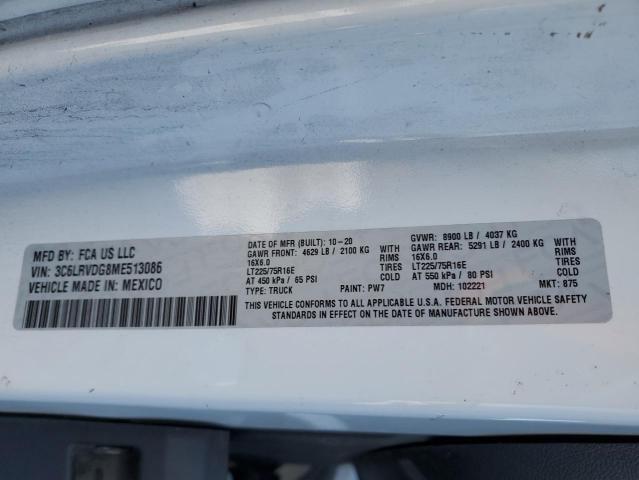 MFD BY: FCA US LLC
VIN: 3C6LRVDG8ME513086
VEHICLE MADE IN: MEXICO
DATE OF MFR (BUILT): 10-20
GAWR FRONT: 4629 LB / 2100 KG WITH
16X6.0 RIMS
LT225/75R16E TIRES
AT 450 kPa / 65 PSI COLD
TYPE: TRUCK PAINT: PW7
GVWR: 8900 LB / 4037 KG
GAWR REAR: 5291 LB / 2400 KG WITH
16X6.0 RIMS
LT225/75R16E TIRES
AT 550 kPa / 80 PSI COLD
MDH: 102221 MKT: 875
THIS VEHICLE CONFORMS TO ALL APPLICABLE U.S.A. FEDERAL MOTOR VEHICLE SAFETY
STANDARDS IN EFFECT ON THE DATE OF MANUFACTURE SHOWN ABOVE